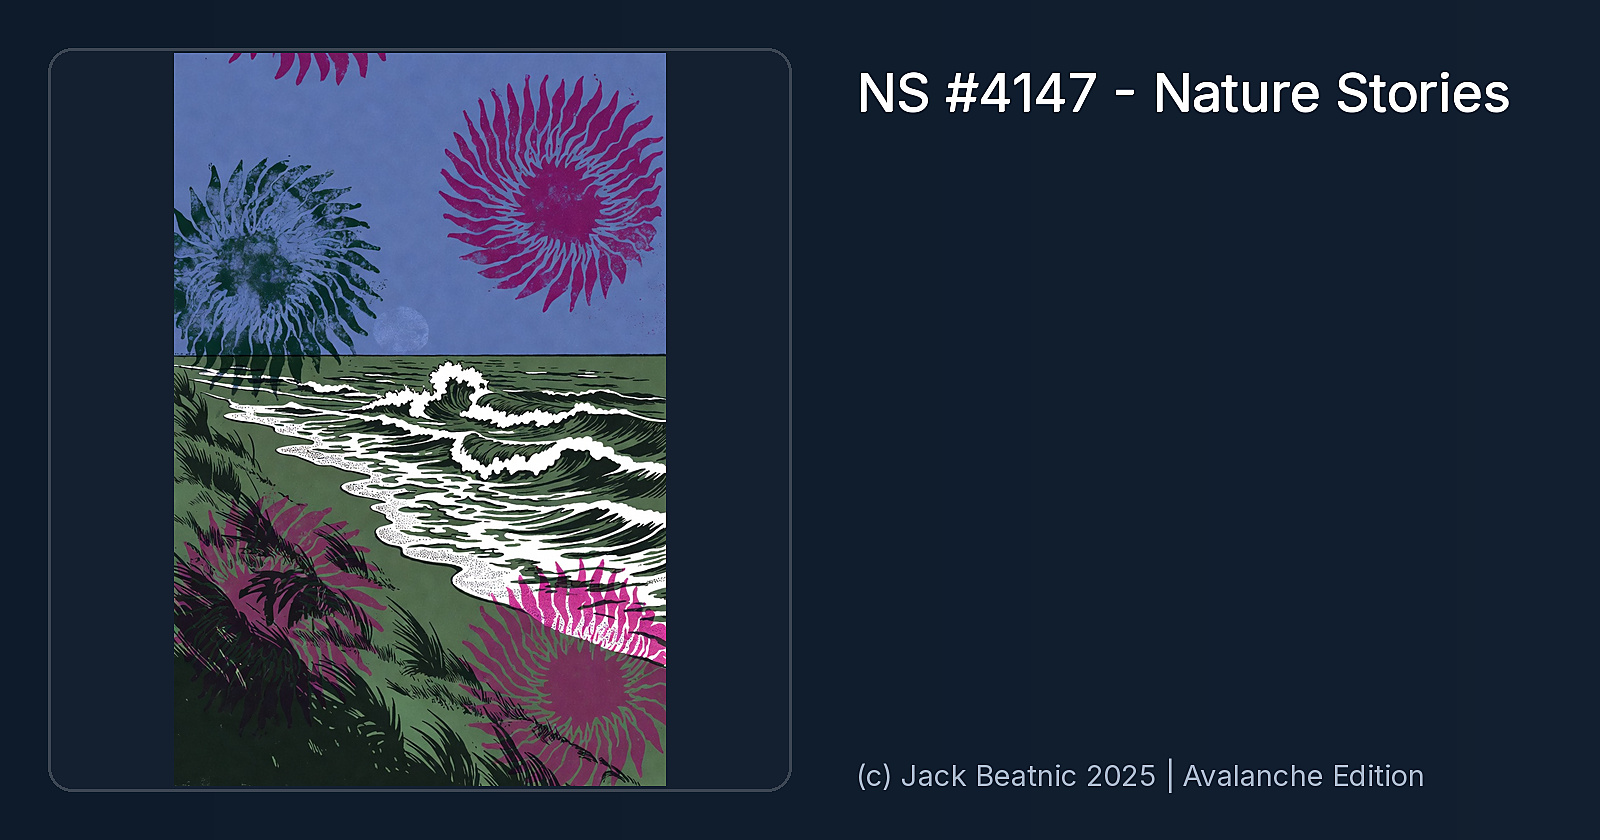 NS #4147 - Nature Stories
(c) Jack Beatnic 2025 | Avalanche Edition